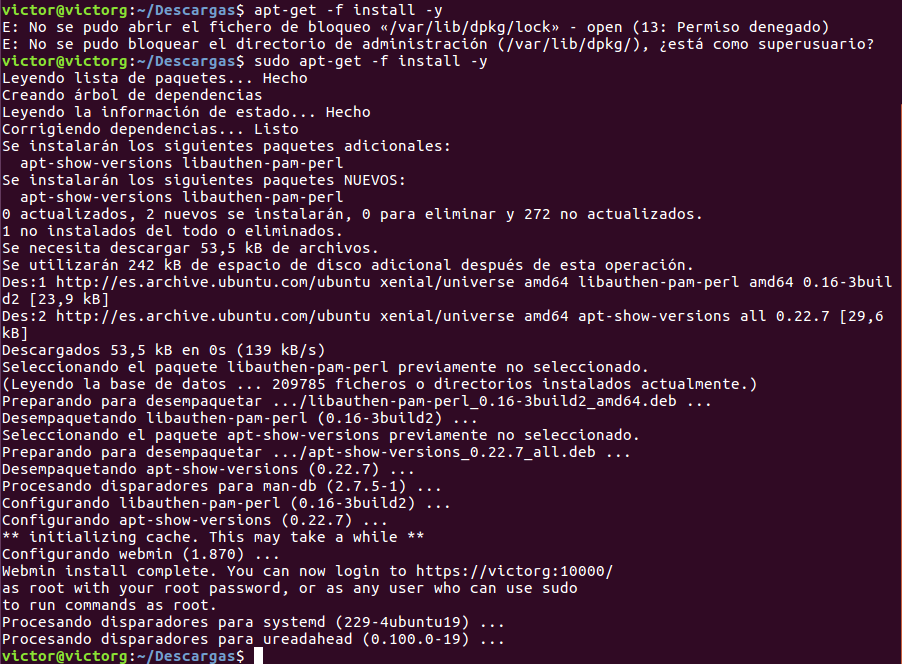 victor@victorg:~/Descargas$ apt-get -f install -y
E: No se pudo abrir el fichero de bloqueo «/var/lib/dpkg/lock» - open (13: Permiso denegado)
E: No se pudo bloquear el directorio de administración (/var/lib/dpkg/), ¿está como superusuario?
victor@victorg:~/Descargas$ sudo apt-get -f install -y
Leyendo lista de paquetes... Hecho
Creando árbol de dependencias
Leyendo la información de estado... Hecho
Corrigiendo dependencias... Listo
Se instalarán los siguientes paquetes adicionales:
  apt-show-versions libauthen-pam-perl
Se instalarán los siguientes paquetes NUEVOS:
  apt-show-versions libauthen-pam-perl
0 actualizados, 2 nuevos se instalarán, 0 para eliminar y 272 no actualizados.
1 no instalados del todo o eliminados.
Se necesita descargar 53,5 kB de archivos.
Se utilizarán 242 kB de espacio de disco adicional después de esta operación.
Des:1 http://es.archive.ubuntu.com/ubuntu xenial/universe amd64 libauthen-pam-perl amd64 0.16-3buil
d2 [23,9 kB]
Des:2 http://es.archive.ubuntu.com/ubuntu xenial/universe amd64 apt-show-versions all 0.22.7 [29,6
kB]
Descargados 53,5 kB en 0s (139 kB/s)
Seleccionando el paquete libauthen-pam-perl previamente no seleccionado.
(Leyendo la base de datos ... 209785 ficheros o directorios instalados actualmente.)
Preparando para desempaquetar .../libauthen-pam-perl_0.16-3build2_amd64.deb ...
Desempaquetando libauthen-pam-perl (0.16-3build2) ...
Seleccionando el paquete apt-show-versions previamente no seleccionado.
Preparando para desempaquetar .../apt-show-versions_0.22.7_all.deb ...
Desempaquetando apt-show-versions (0.22.7) ...
Procesando disparadores para man-db (2.7.5-1) ...
Configurando libauthen-pam-perl (0.16-3build2) ...
Configurando apt-show-versions (0.22.7) ...
** initializing cache. This may take a while **
Configurando webmin (1.870) ...
Webmin install complete. You can now login to https://victorg:10000/
as root with your root password, or as any user who can use sudo
to run commands as root.
Procesando disparadores para systemd (229-4ubuntu19) ...
Procesando disparadores para ureadahead (0.100.0-19) ...
victor@victorg:~/Descargas$